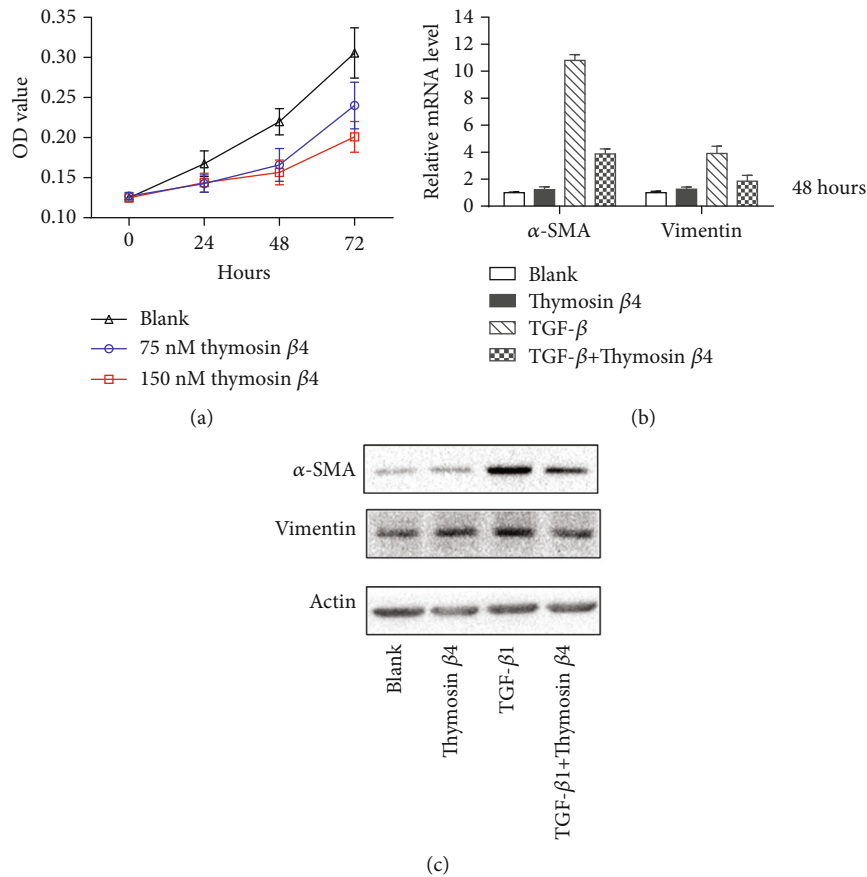 OD value
0.35
0.30
0.25
0.20
0.15
0.10
0
24
48
72
Hours
Blank
75 nM thymosin β4
150 nM thymosin β4
(a)
Relative mRNA level
14
12
10
8
6
4
2
0
α-SMA
Vimentin
48 hours
Blank
Thymosin β4
TGF-β
TGF-β+Thymosin β4
(b)
α-SMA
Vimentin
Actin
Blank
Thymosin β4
TGF-β1
TGF-β1+Thymosin β4
(c)